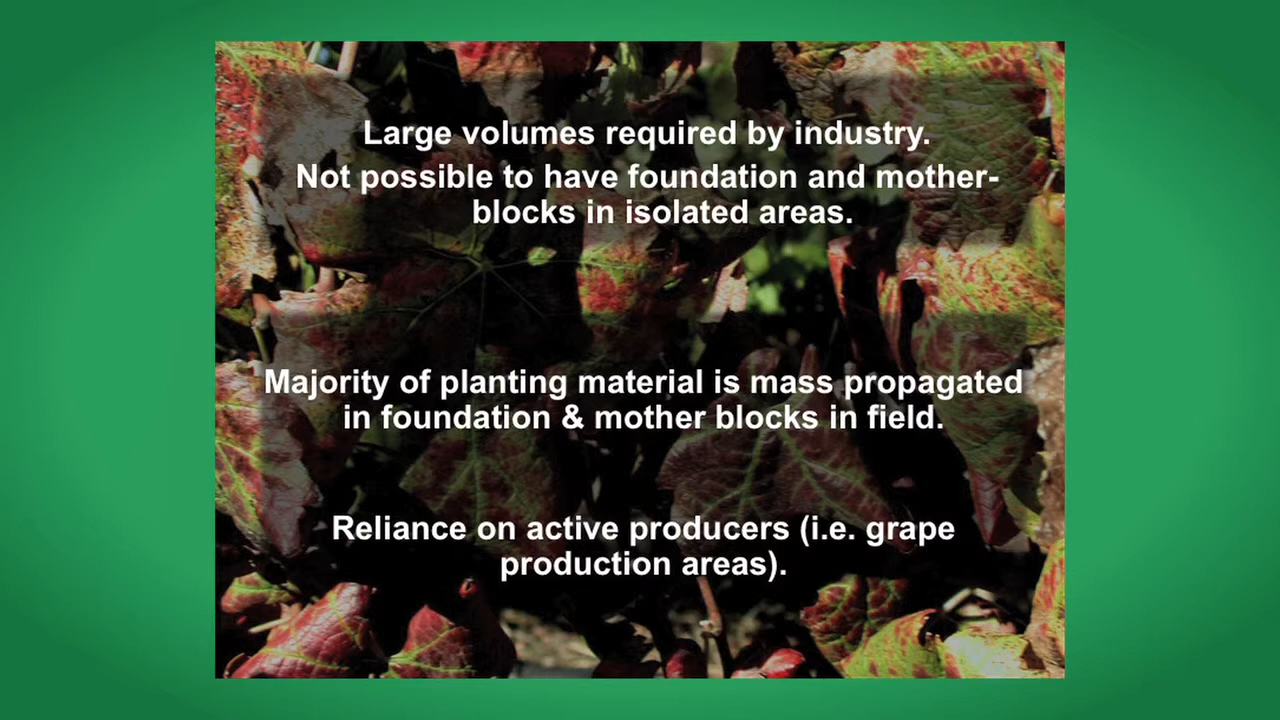 Large volumes required by industry.
Not possible to have foundation and mother-
blocks in isolated areas.
Majority of planting material is mass propagated
in foundation & mother blocks in field.
Reliance on active producers (i.e. grape
production areas).